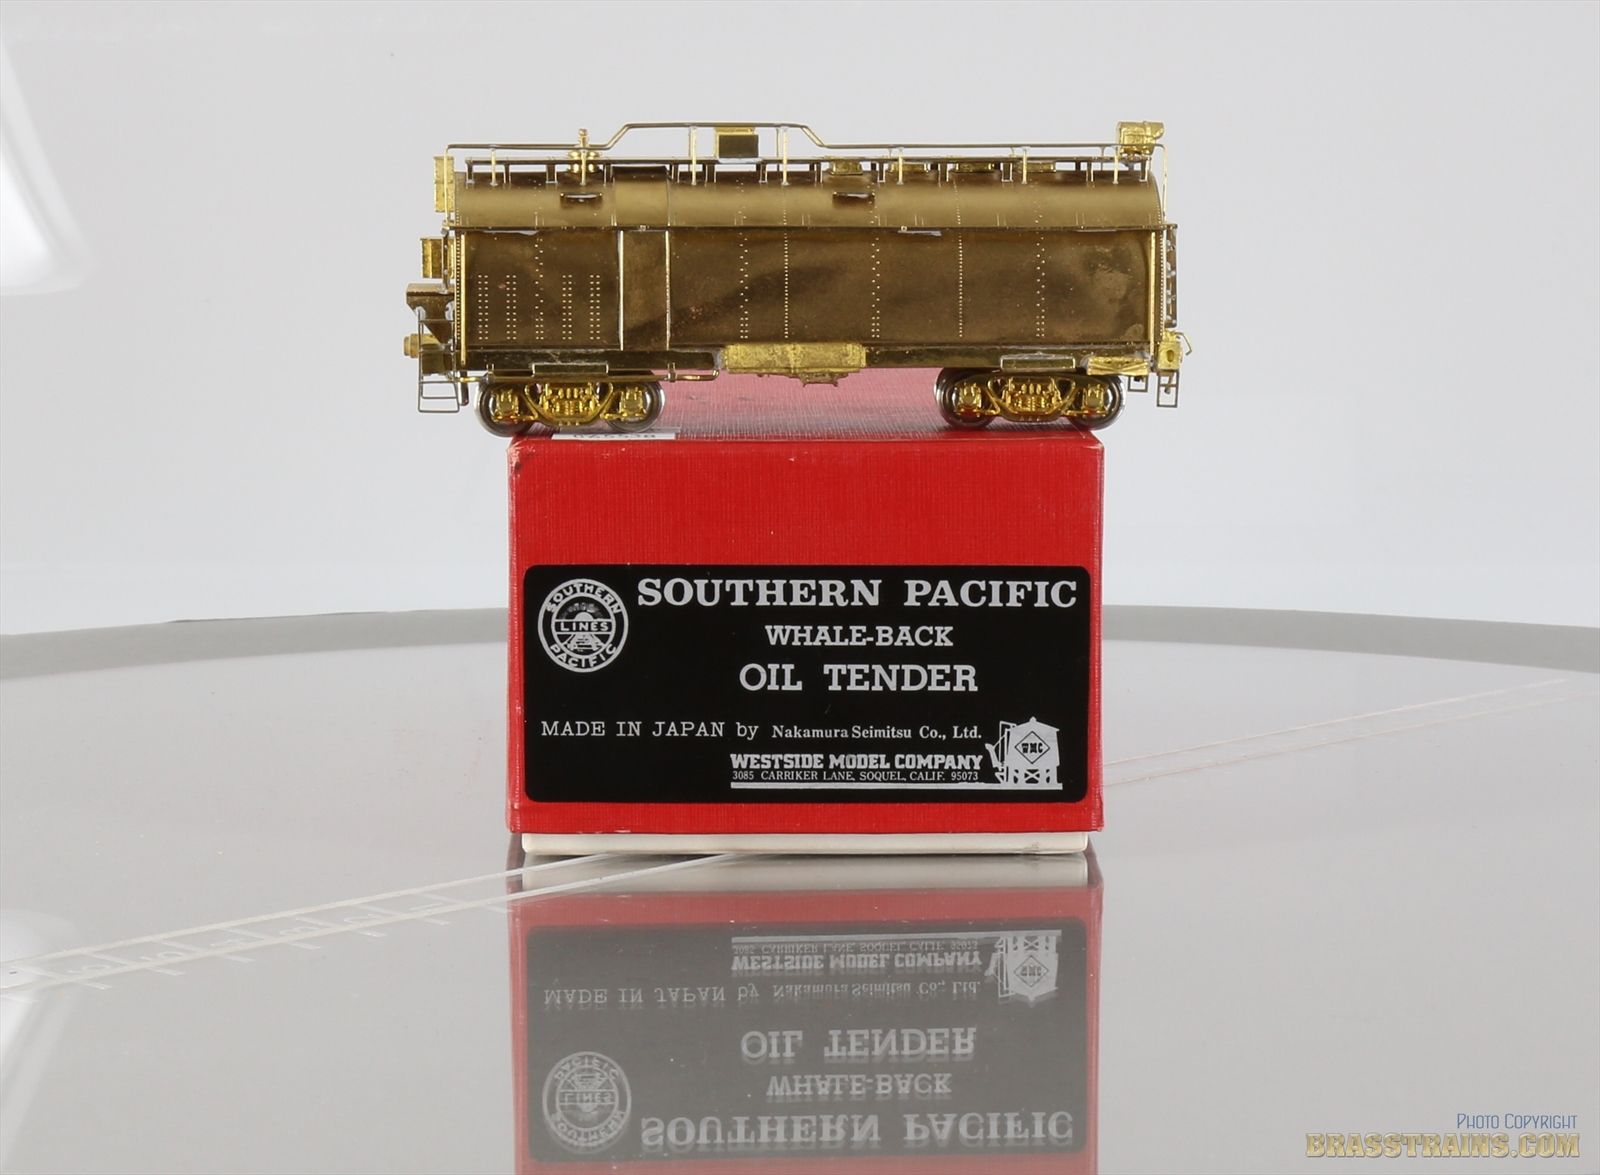 SOUTHERN PACIFIC
SOUTHERN
LINES
PACIFIC
WHALE-BACK
OIL TENDER
MADE IN JAPAN by Nakamura Seimitsu Co., Ltd.
WMC
WESTSIDE MODEL COMPANY
3085 CARRIKER LANE, SOQUEL, CALIF. 95073
PHOTO COPYRIGHT
BRASSTRAINS.COM